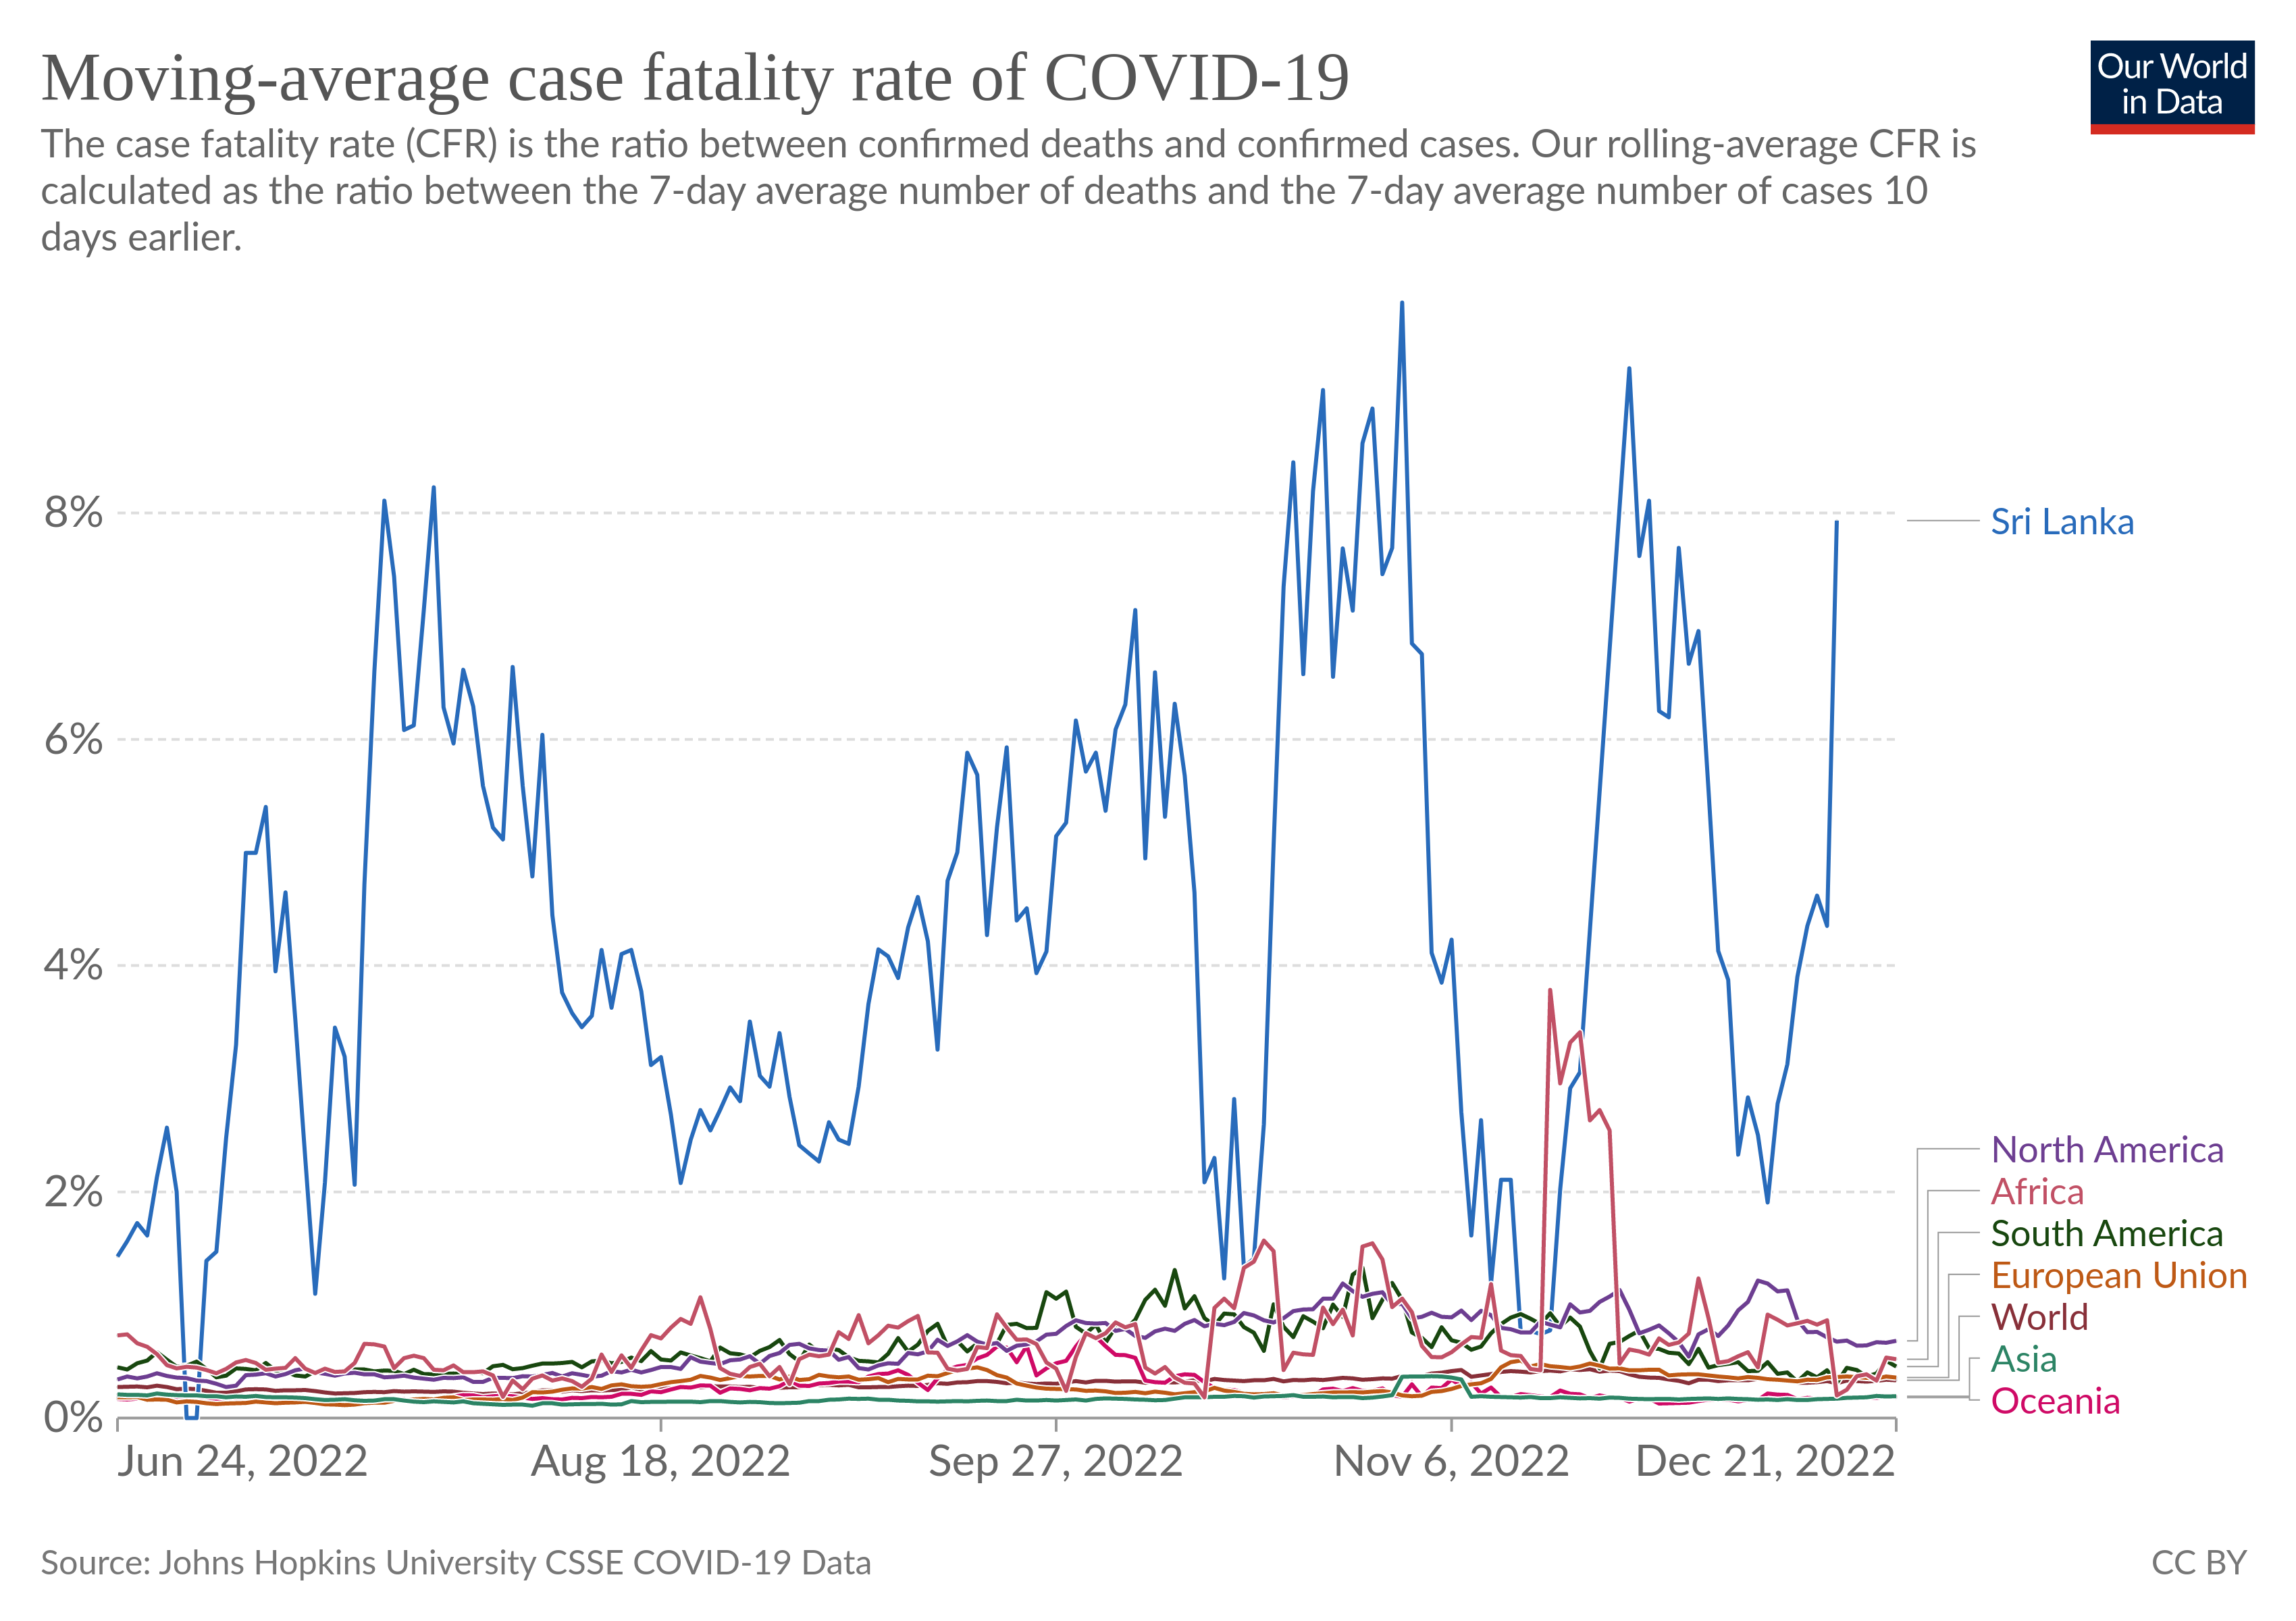 Moving-average case fatality rate of COVID-19
Our World
in Data
The case fatality rate (CFR) is the ratio between confirmed deaths and confirmed cases. Our rolling-average CFR is
calculated as the ratio between the 7-day average number of deaths and the 7-day average number of cases 10
days earlier.
8%
Sri Lanka
6%
4%
North America
2%
Africa
South America
European Union
World
Asia
Oceania
0%
Jun 24, 2022
Aug 18, 2022
Sep 27, 2022
Nov 6, 2022
Dec 21, 2022
Source: Johns Hopkins University CSSE COVID-19 Data
CC BY